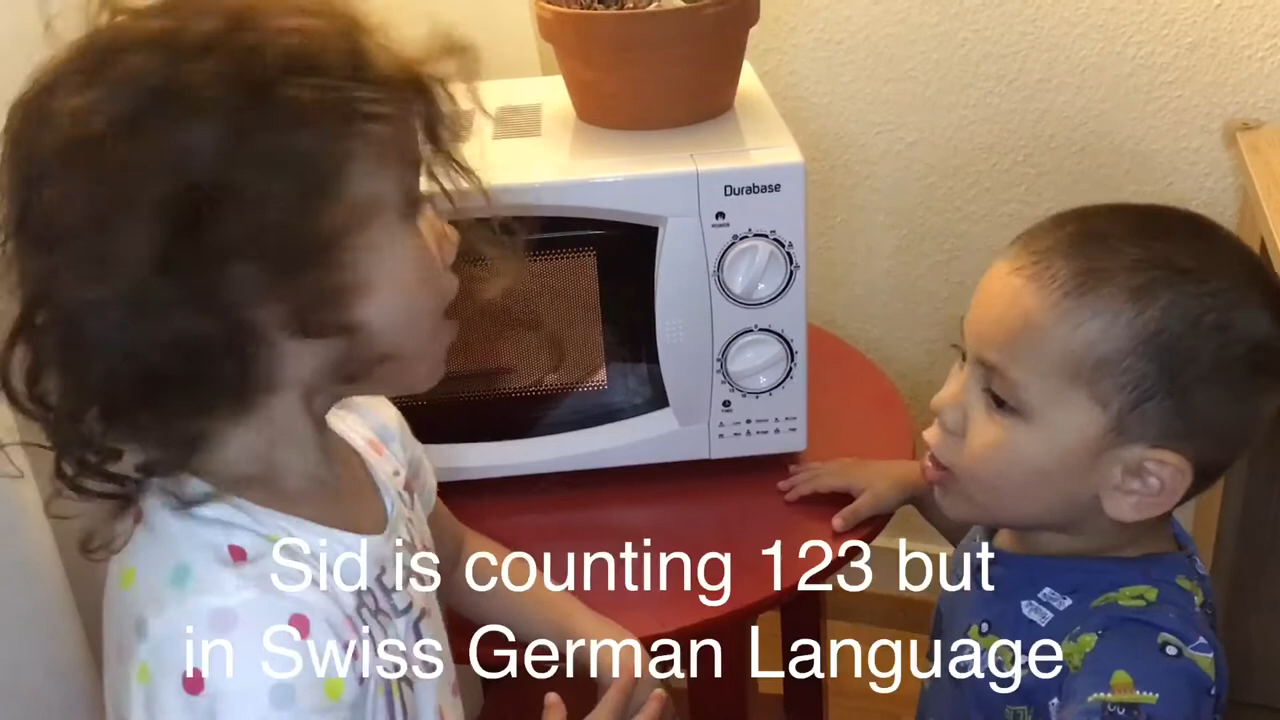 Durabase
Sid is counting 123 but
in Swiss German Language